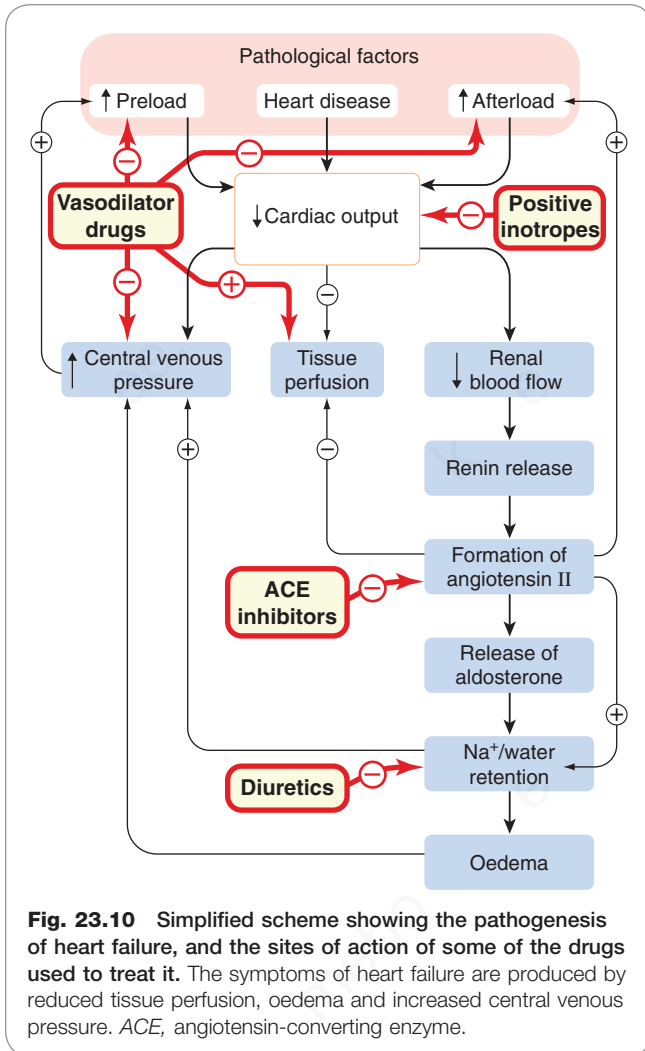 Pathological factors
↑ Preload
Heart disease
↑ Afterload
+
+
−
−
Vasodilator
drugs
↓ Cardiac output
−
Positive
inotropes
−
+
−
↑ Central venous
pressure
Tissue
perfusion
↓ Renal
blood flow
+
−
Renin release
Formation of
angiotensin II
ACE
inhibitors
−
Release of
aldosterone
+
Na⁺/water
retention
Diuretics
−
Oedema
Fig. 23.10 Simplified scheme showing the pathogenesis
of heart failure, and the sites of action of some of the drugs
used to treat it. The symptoms of heart failure are produced by
reduced tissue perfusion, oedema and increased central venous
pressure. ACE, angiotensin-converting enzyme.